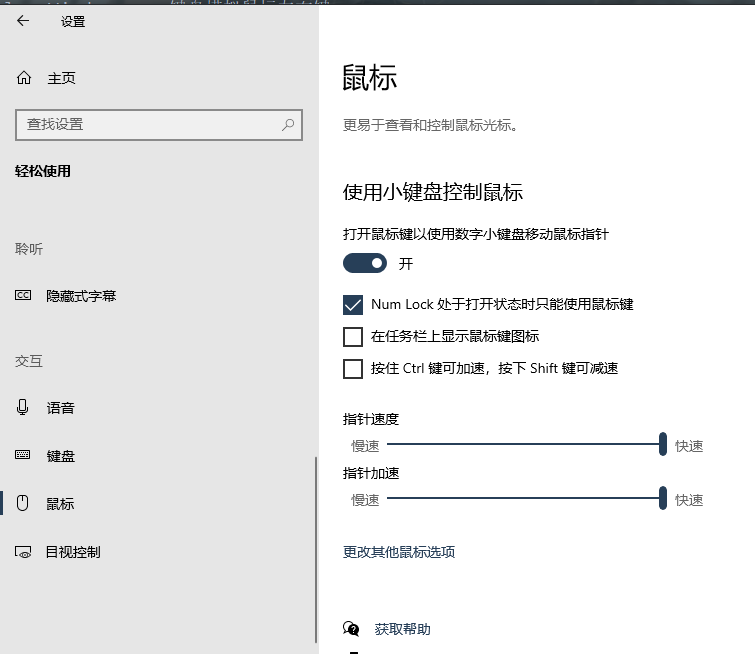 设置
主页
查找设置
轻松使用
聆听
隐藏式字幕
交互
语音
键盘
鼠标
目视控制
鼠标
更易于查看和控制鼠标光标。
使用小键盘控制鼠标
打开鼠标键以使用数字小键盘移动鼠标指针
开
Num Lock 处于打开状态时只能使用鼠标键
在任务栏上显示鼠标键图标
按住 Ctrl 键可加速，按下 Shift 键可减速
指针速度
慢速 快速
指针加速
慢速 快速
更改其他鼠标选项
获取帮助